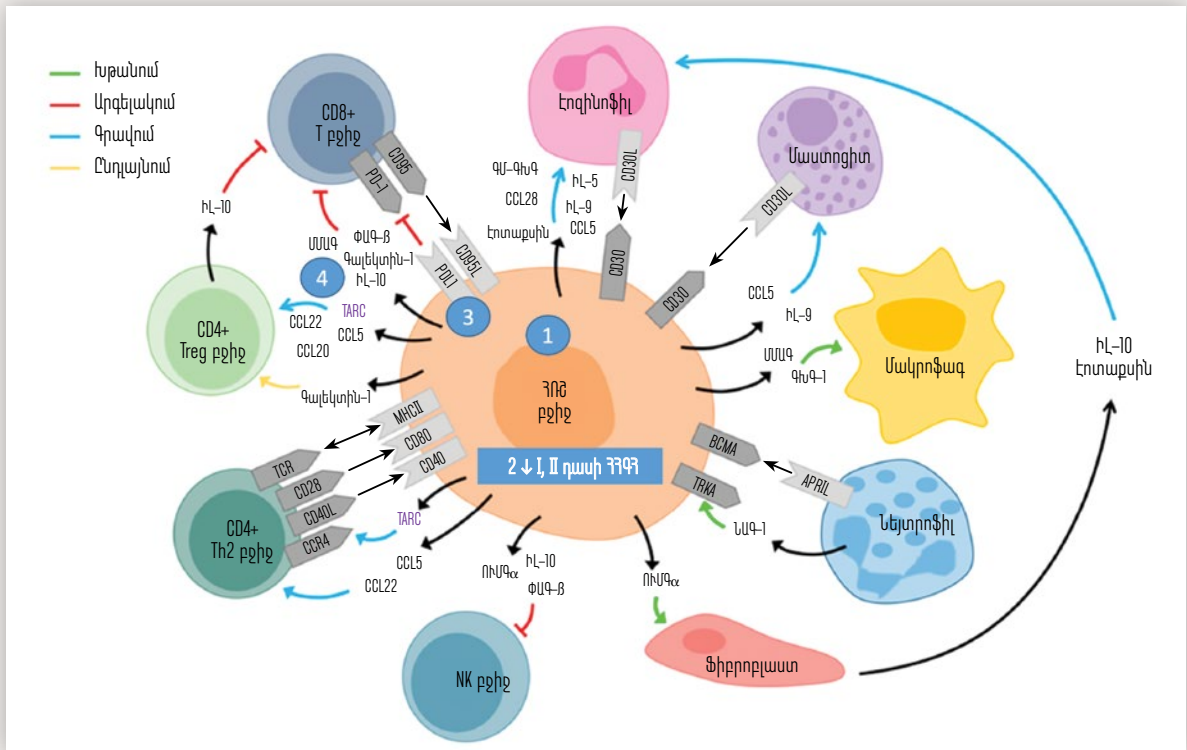 Խթանում
Արգելակում
Գրավում
Ընդլայնում
CD8+
T բջիջ
CD95
PD-1
CD95L
PDL1
3
ԻԼ-10
ՄՄԱԳ
ՓԱԳ-β
Գալեկտին-1
ԻԼ-10
4
TARC
CCL22
CCL5
CCL20
CD4+
Treg բջիջ
Գալեկտին-1
Էոզինոֆիլ
ԳՄ-ԳԽԳ
CCL28
Էոտաքսին
ԻԼ-5
ԻԼ-9
CCL5
CD30L
CD30
Մաստոցիտ
CD30L
CD30
CCL5
ԻԼ-9
ՄՄԱԳ
ԳԽԳ-1
Մակրոֆագ
ԻԼ-10
Էոտաքսին
1
ՀՌՇ
բջիջ
2 ↓ I, II դասի ՀՀԳՀ
MHCII
CD80
CD40
TCR
CD28
CD40L
CCR4
CD4+
Th2 բջիջ
TARC
CCL5
CCL22
ՈՒՄԳα
ԻԼ-10
ՓԱԳ-β
NK բջիջ
ՈՒՄԳα
Ֆիբրոբլաստ
BCMA
TRKA
APRIL
ՆԱԳ-1
Նեյտրոֆիլ